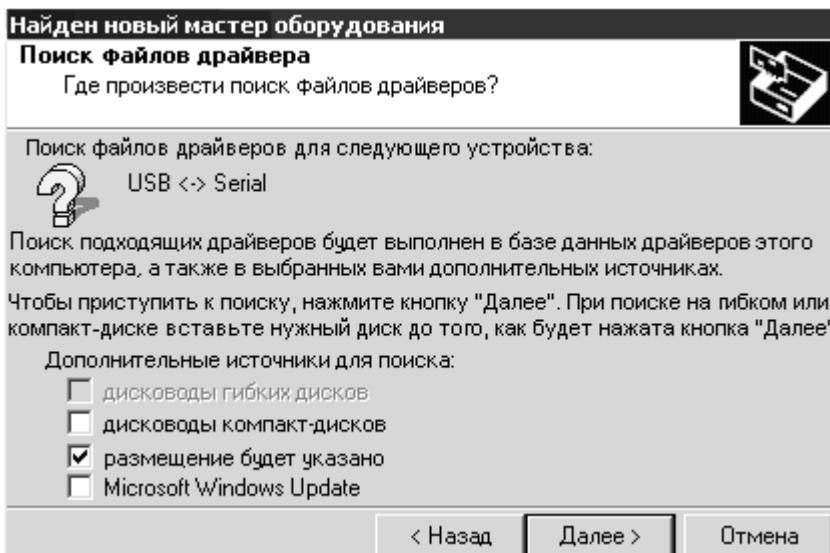 Найден новый мастер оборудования
Поиск файлов драйвера
Где произвести поиск файлов драйверов?
Поиск файлов драйверов для следующего устройства:
USB <-> Serial
Поиск подходящих драйверов будет выполнен в базе данных драйверов этого
компьютера, а также в выбранных вами дополнительных источниках.
Чтобы приступить к поиску, нажмите кнопку "Далее". При поиске на гибком или
компакт-диске вставьте нужный диск до того, как будет нажата кнопка "Далее"
Дополнительные источники для поиска:
дисководы гибких дисков
дисководы компакт-дисков
размещение будет указано
Microsoft Windows Update
< Назад Далее > Отмена